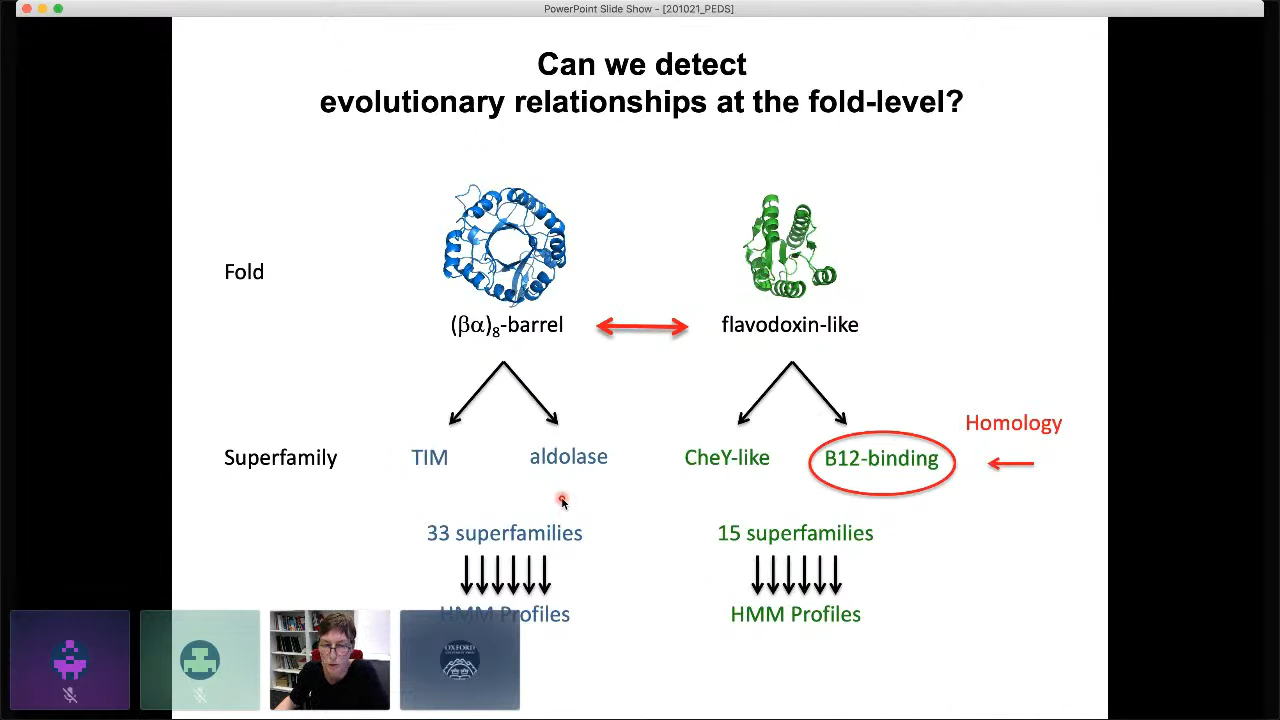 PowerPoint Slide Show - [201021_PEDS]
Can we detect
evolutionary relationships at the fold-level?
Fold
(βα)₈-barrel
flavodoxin-like
Homology
Superfamily
TIM
aldolase
CheY-like
B12-binding
33 superfamilies
15 superfamilies
HMM Profiles
HMM Profiles
OXFORD